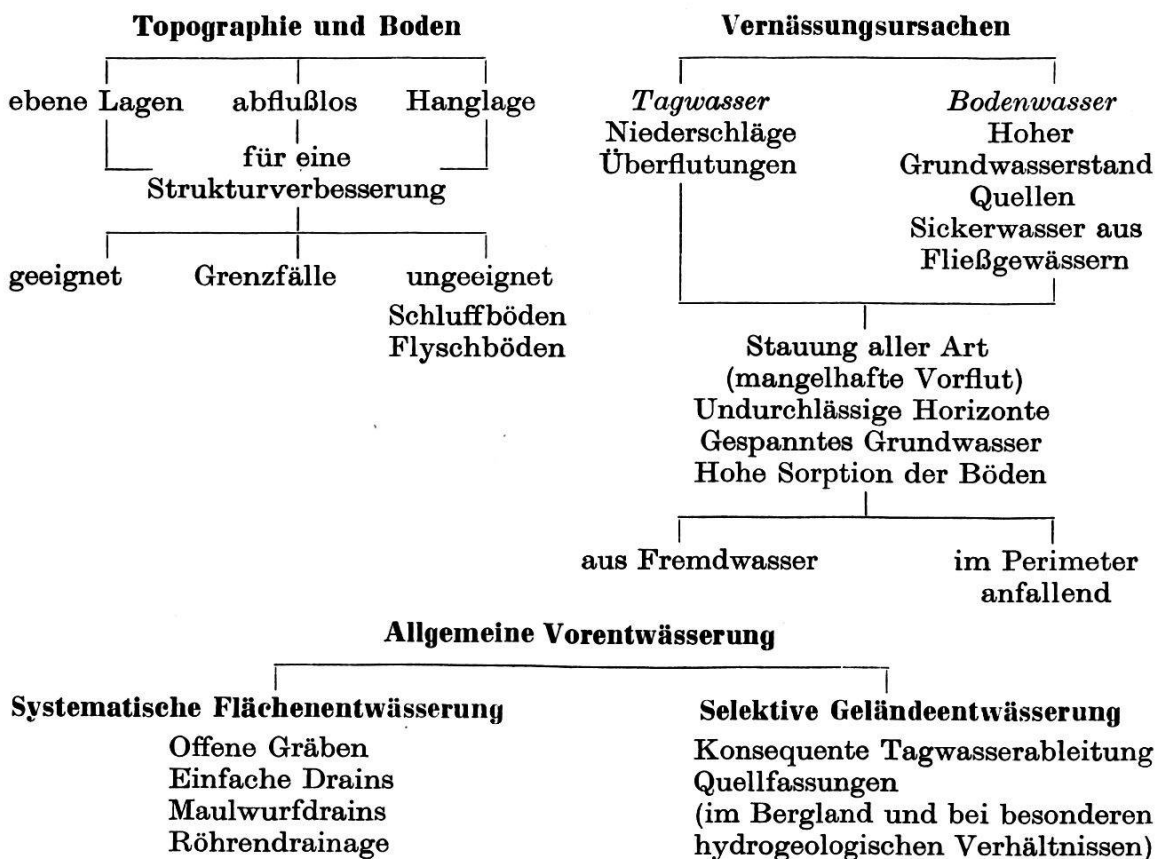 Topographie und Boden
ebene Lagen abflußlos Hanglage
für eine
Strukturverbesserung
geeignet Grenzfälle ungeeignet
Schluffböden
Flyschböden
Vernässungsursachen
Tagwasser
Niederschläge
Überflutungen
Bodenwasser
Hoher
Grundwasserstand
Quellen
Sickerwasser aus
Fließgewässern
Stauung aller Art
(mangelhafte Vorflut)
Undurchlässige Horizonte
Gespanntes Grundwasser
Hohe Sorption der Böden
aus Fremdwasser
im Perimeter
anfallend
Allgemeine Vorentwässerung
Systematische Flächenentwässerung
Offene Gräben
Einfache Drains
Maulwurfdrains
Röhrendrainage
Selektive Geländeentwässerung
Konsequente Tagwasserableitung
Quellfassungen
(im Bergland und bei besonderen
hydrogeologischen Verhältnissen)